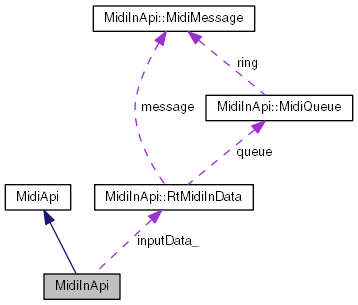 MidiInApi::MidiMessage
ring
message
MidiInApi::MidiQueue
queue
MidiApi
MidiInApi::RtMidiInData
inputData_
MidiInApi